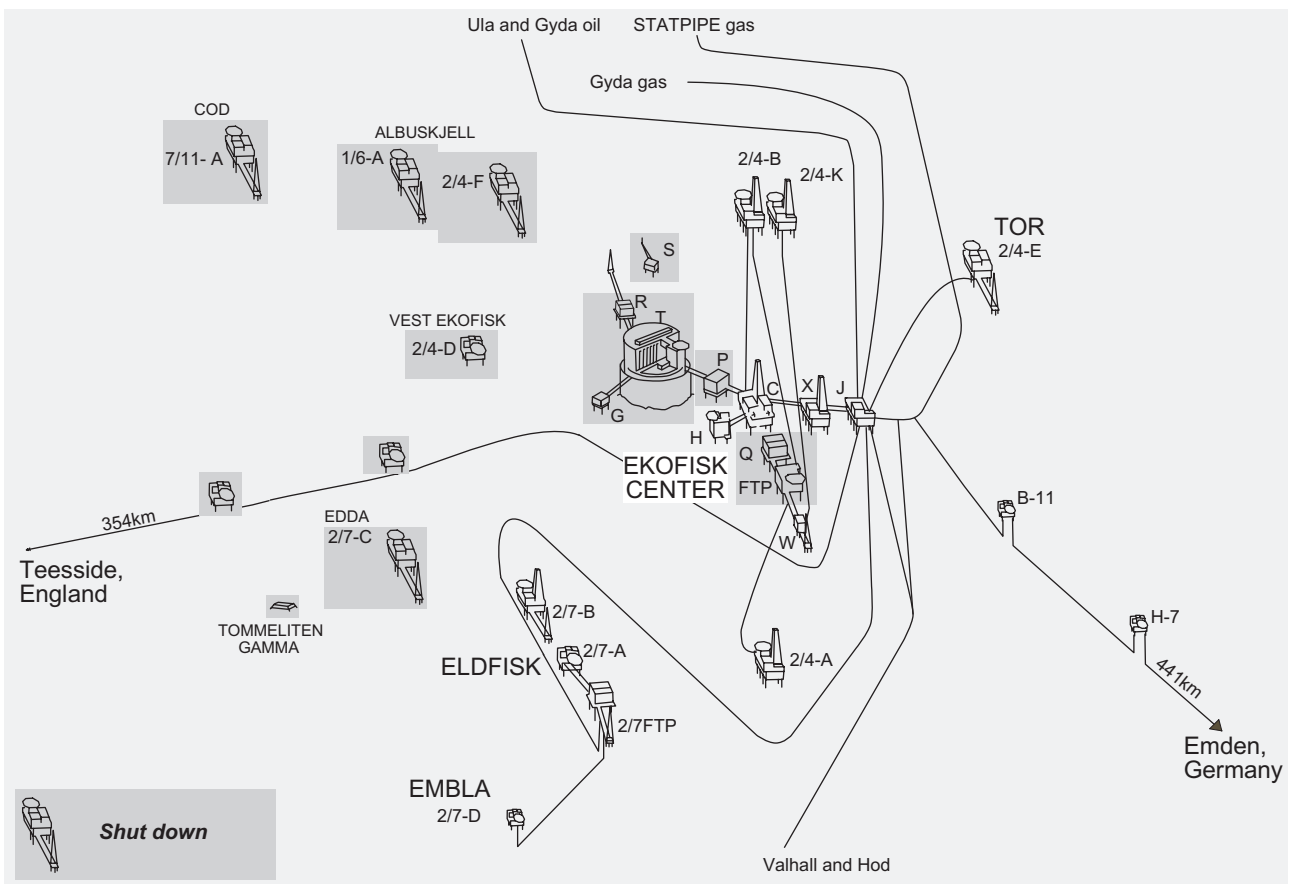 Ula and Gyda oil
STATPIPE gas
Gyda gas
COD
7/11- A
ALBUSKJELL
1/6-A
2/4-F
2/4-B
2/4-K
TOR
2/4-E
S
R
T
VEST EKOFISK
2/4-D
P
C
X
J
G
H
Q
EKOFISK
CENTER
FTP
W
B-11
354km
Teesside,
England
EDDA
2/7-C
TOMMELITEN
GAMMA
2/7-B
2/7-A
ELDFISK
2/7FTP
2/4-A
H-7
441km
Emden,
Germany
EMBLA
2/7-D
Shut down
Valhall and Hod